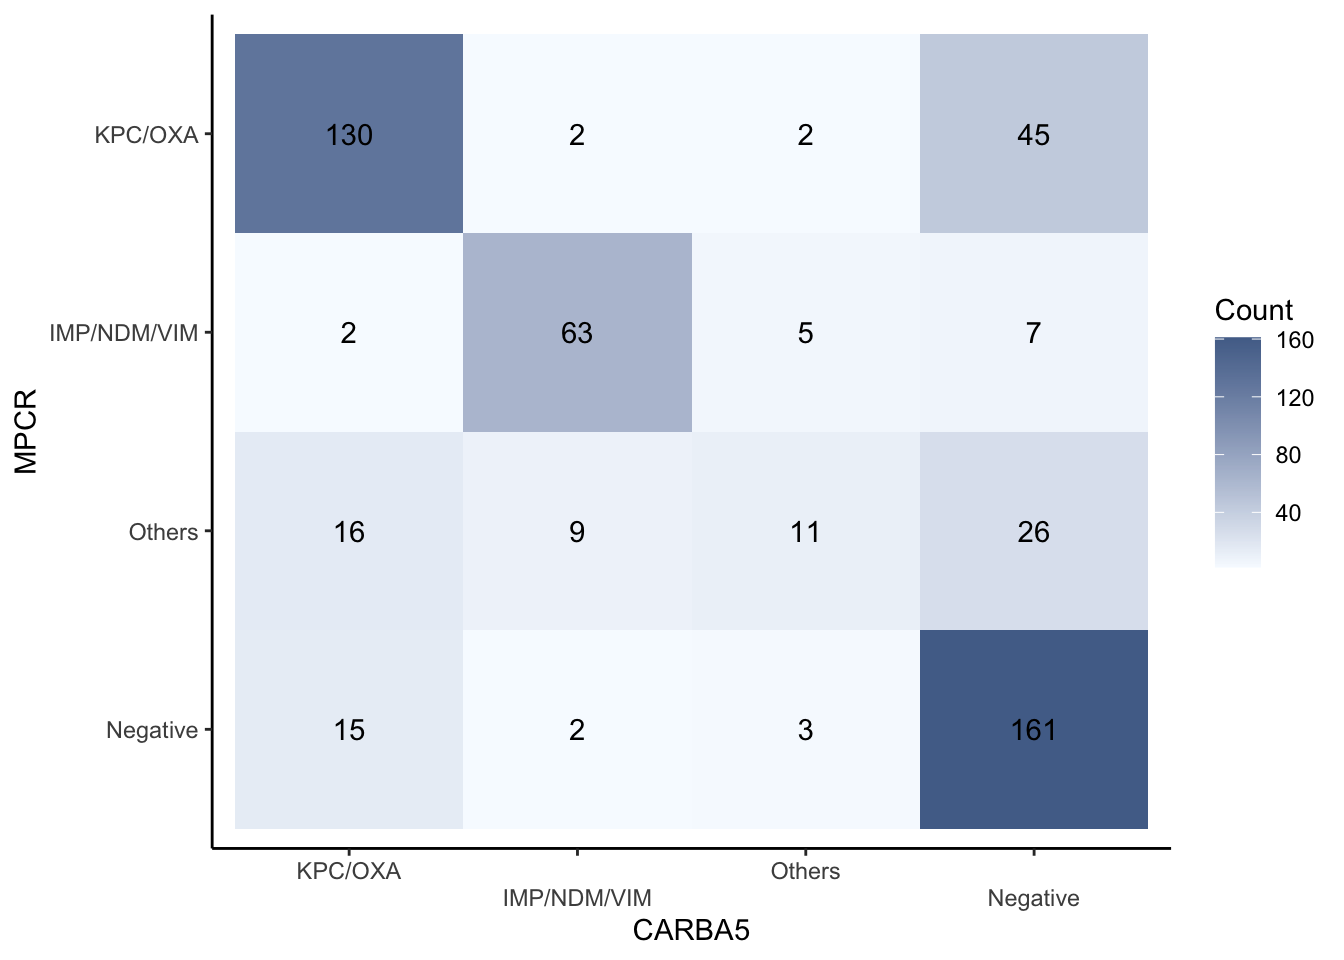 KPC/OXA 130 2 2 45
IMP/NDM/VIM 2 63 5 7
Others 16 9 11 26
Negative 15 2 3 161
MPCR
KPC/OXA Others
IMP/NDM/VIM Negative
CARBA5
Count
160
120
80
40